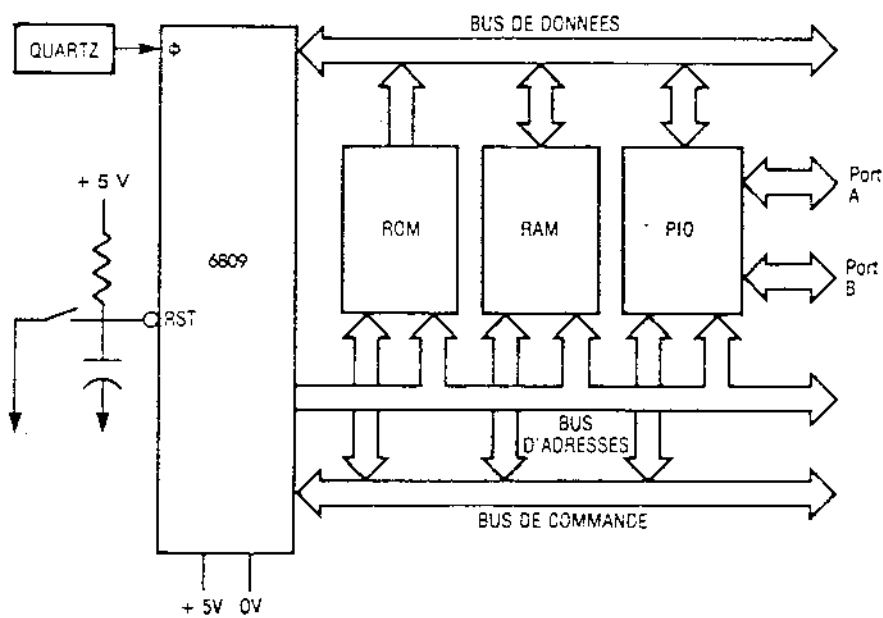 BUS DE DONNEES
QUARTZ
Φ
+ 5 V
Port
A
ROM
RAM
PIO
6809
Port
B
RST
BUS
D'ADRESSES
BUS DE COMMANDE
+ 5V 0V